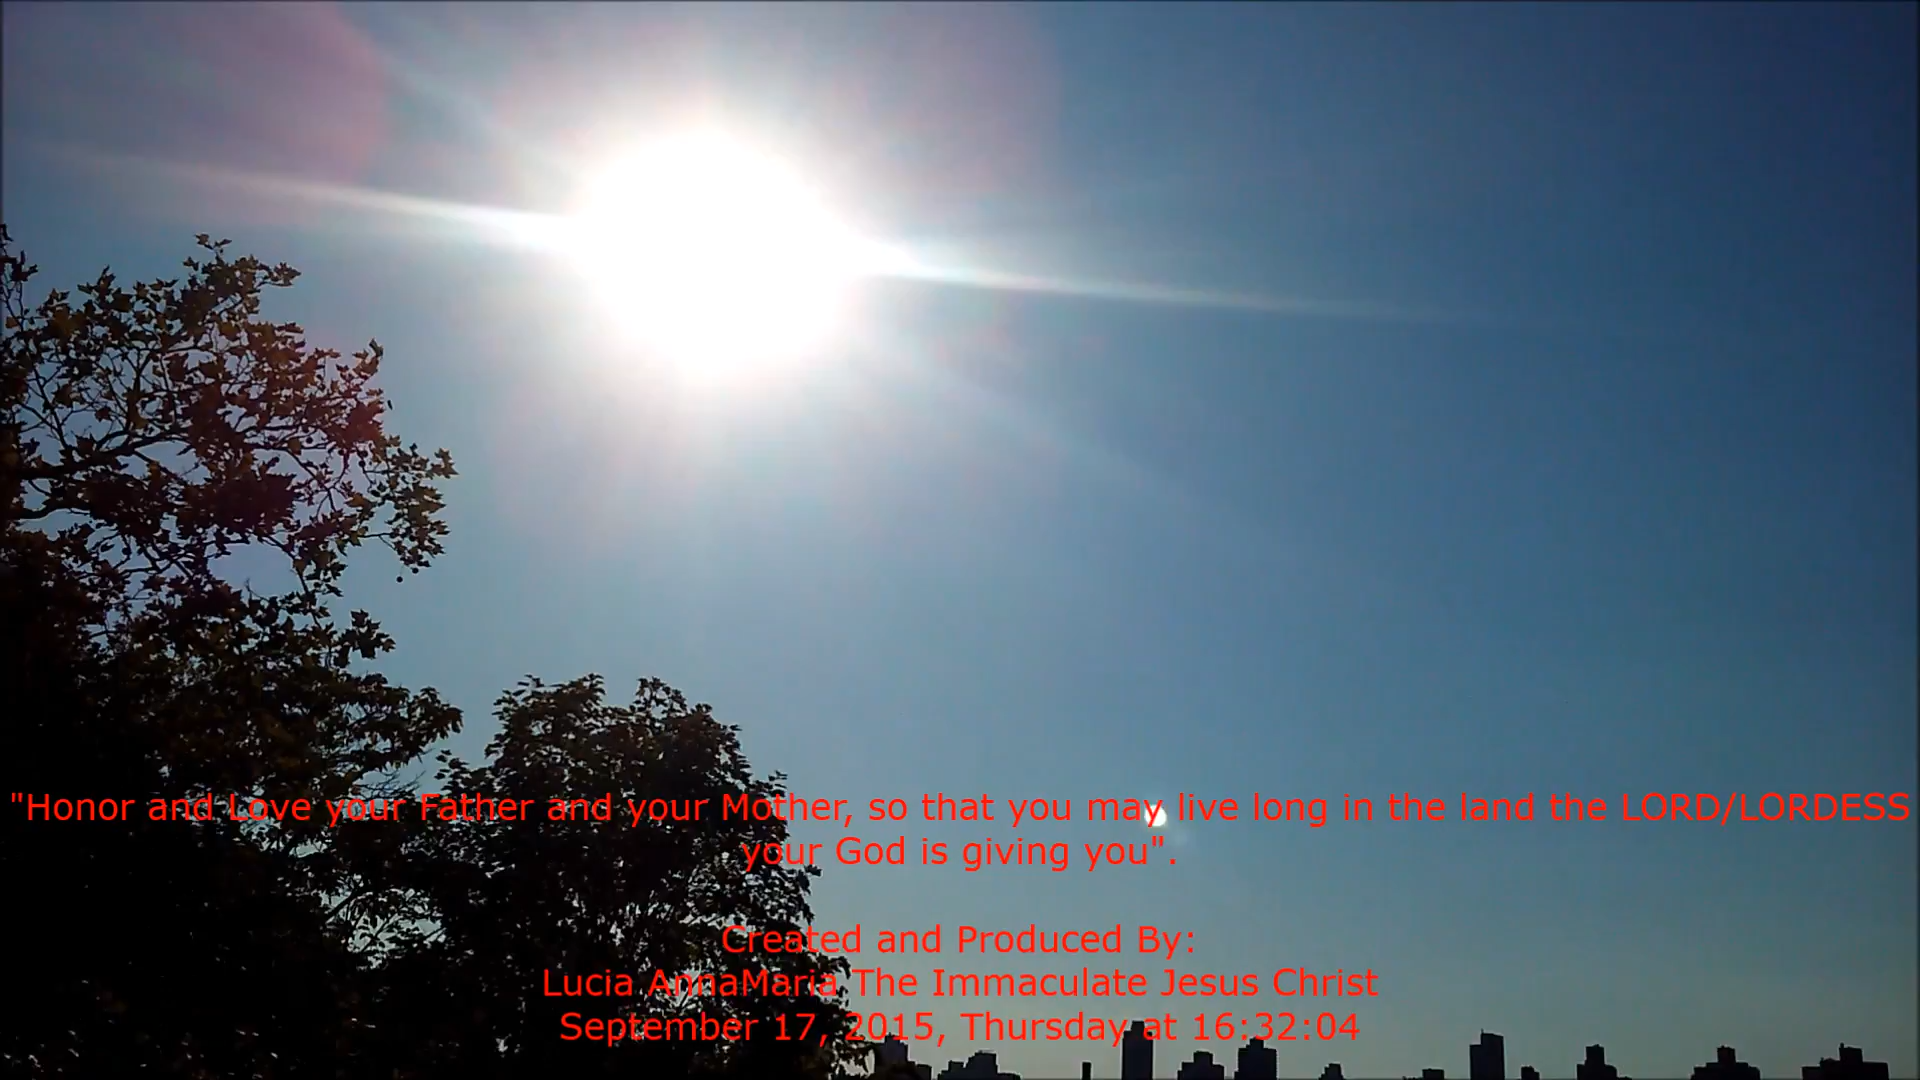 "Honor and Love your Father and your Mother, so that you may live long in the land the LORD/LORDESS
your God is giving you".
Created and Produced By:
Lucia AnnaMaria The Immaculate Jesus Christ
September 17, 2015, Thursday at 16:32:04